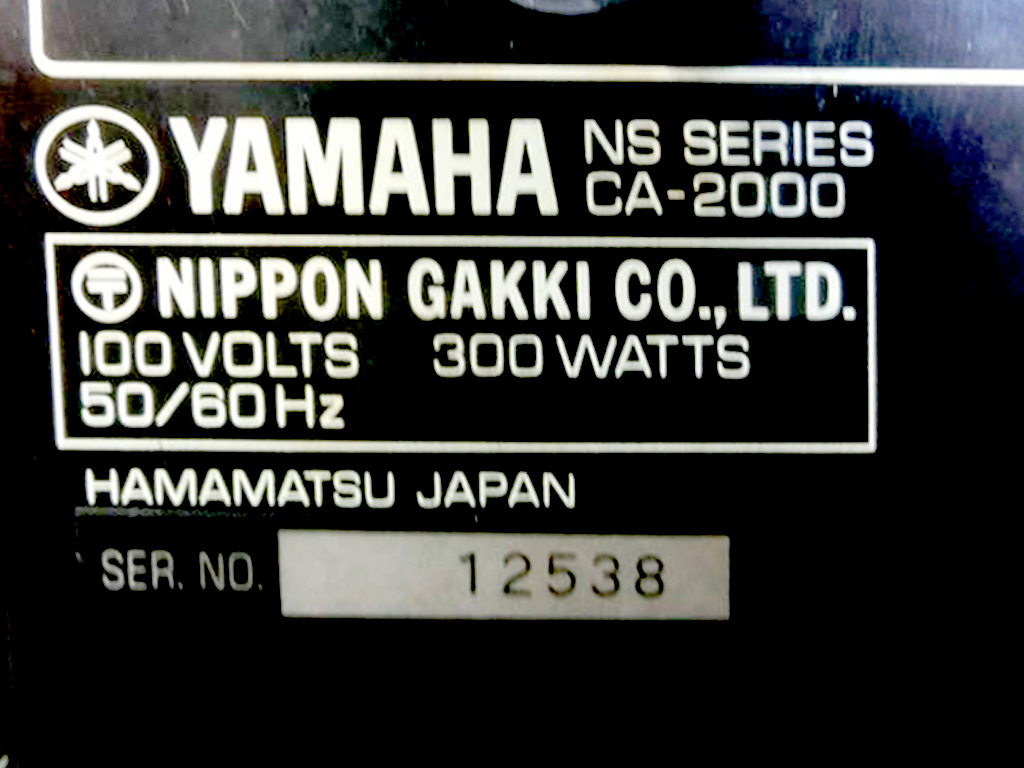 YAMAHA NS SERIES
CA-2000
NIPPON GAKKI CO., LTD.
100 VOLTS 300 WATTS
50/60 Hz
HAMAMATSU JAPAN
SER. NO. 12538